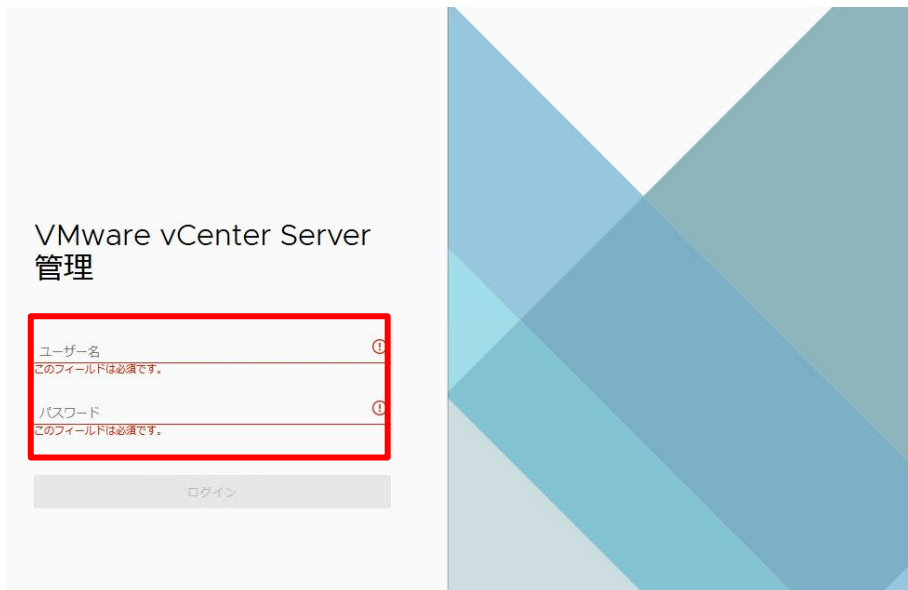 VMware vCenter Server
管理
ユーザー名
このフィールドは必須です。
パスワード
このフィールドは必須です。
ログイン